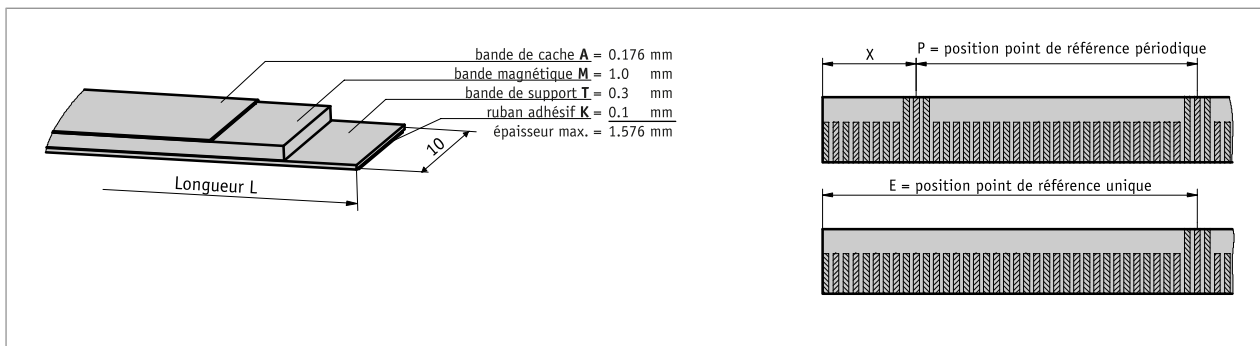 bande de cache A = 0.176 mm
bande magnétique M = 1.0 mm
bande de support T = 0.3 mm
ruban adhésif K = 0.1 mm
épaisseur max. = 1.576 mm
10
Longueur L
X
P = position point de référence périodique
E = position point de référence unique